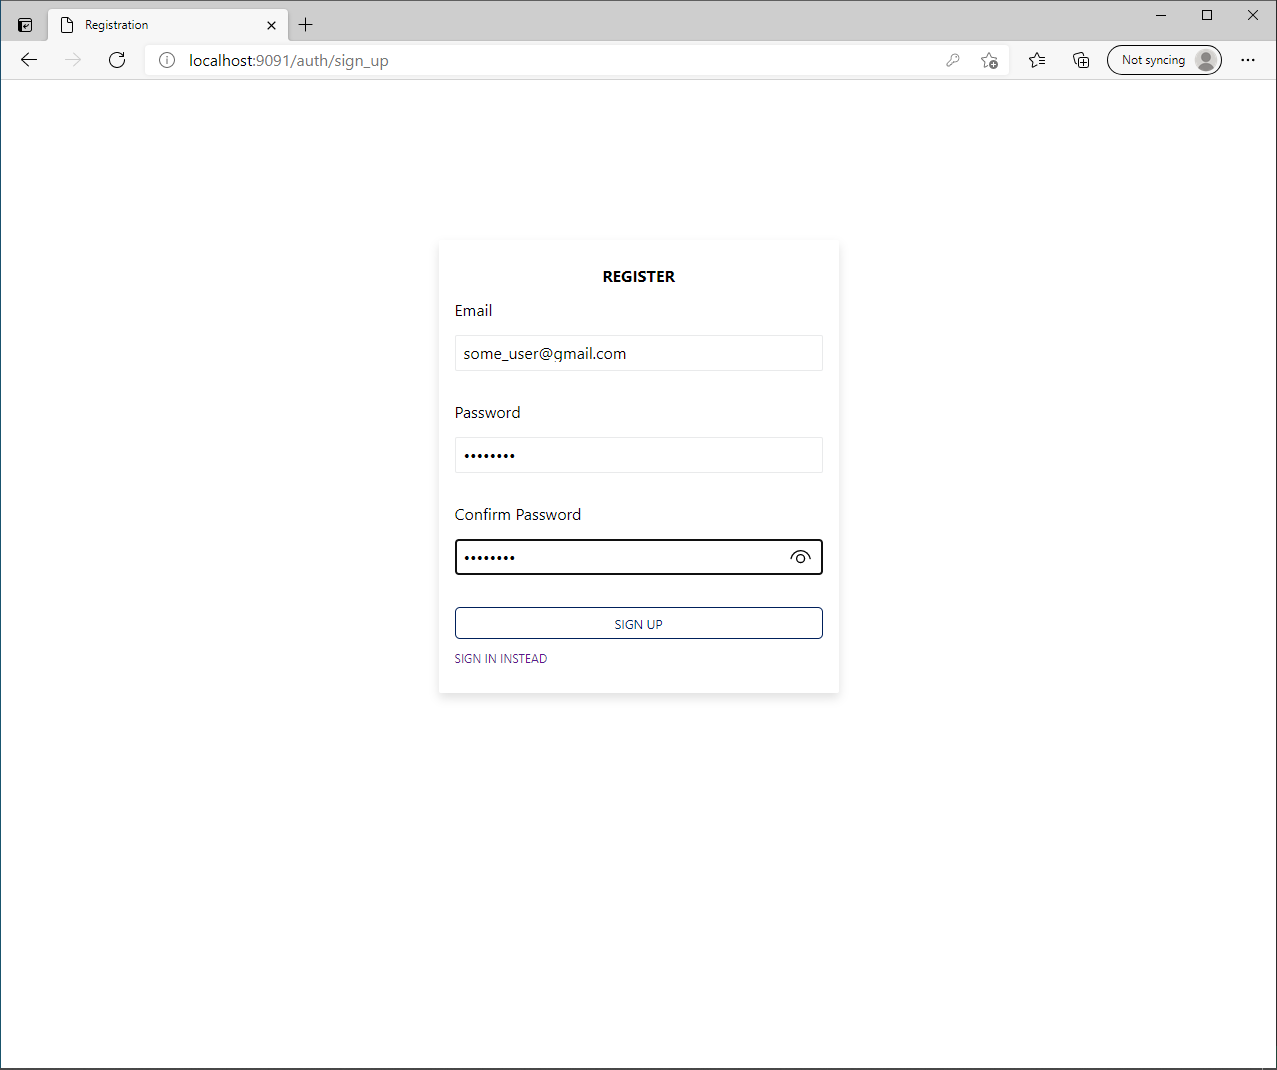 Registration
localhost:9091/auth/sign_up
Not syncing
REGISTER
Email
some_user@gmail.com
Password
••••••••
Confirm Password
••••••••
SIGN UP
SIGN IN INSTEAD